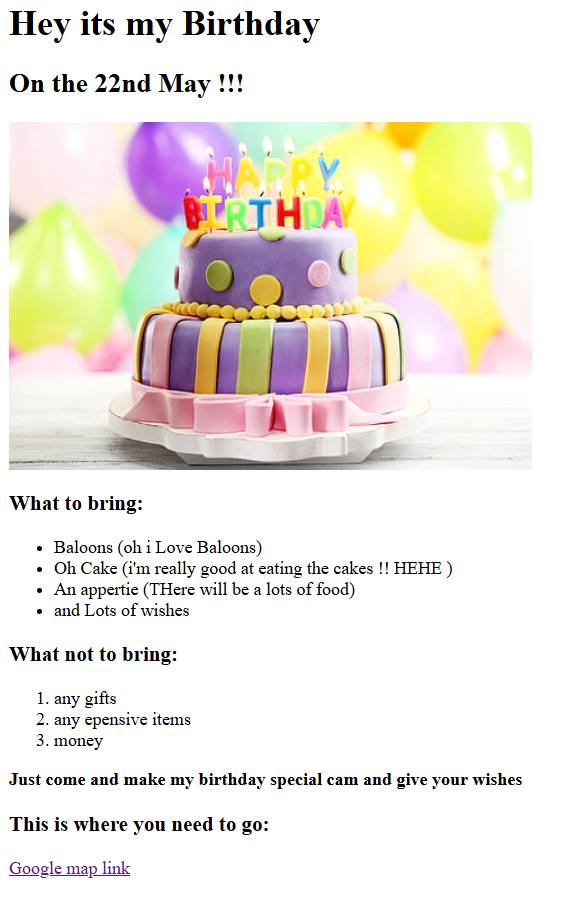 Hey its my Birthday
On the 22nd May !!!
HAPPY
BIRTHDAY
What to bring:
• Baloons (oh i Love Baloons)
• Oh Cake (i'm really good at eating the cakes !! HEHE )
• An appertie (THere will be a lots of food)
• and Lots of wishes
What not to bring:
1. any gifts
2. any epensive items
3. money
Just come and make my birthday special cam and give your wishes
This is where you need to go:
Google map link